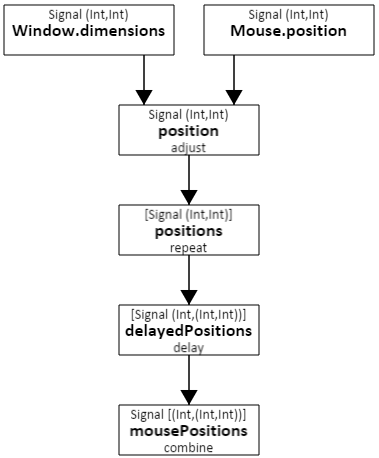 Signal (Int,Int)
Window.dimensions
Signal (Int,Int)
Mouse.position
Signal (Int,Int)
position
adjust
[Signal (Int,Int)]
positions
repeat
[Signal (Int,(Int,Int))]
delayedPositions
delay
Signal [(Int,(Int,Int))]
mousePositions
combine